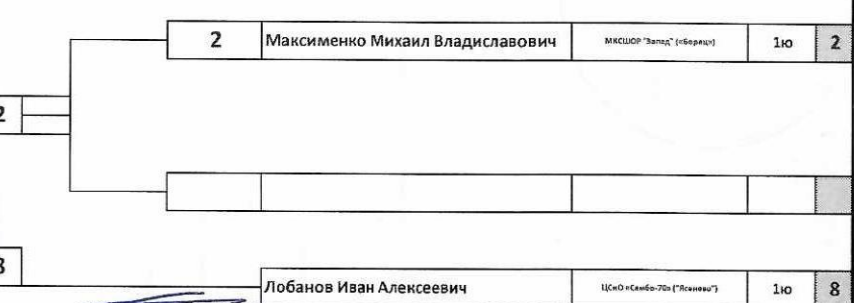 2 Максименко Михаил Владиславович МКСШОР "Запад" («Борец») 1ю 2
2
Лобанов Иван Алексеевич ЦСиО «Самбо-70» ("Ясенево") 1ю 8